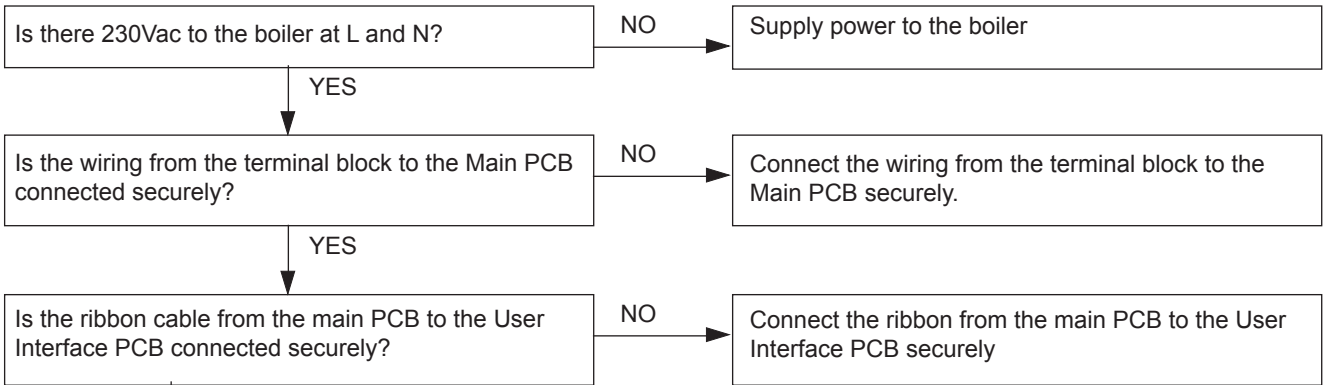 Is there 230Vac to the boiler at L and N?
NO
Supply power to the boiler
YES
Is the wiring from the terminal block to the Main PCB
connected securely?
NO
Connect the wiring from the terminal block to the
Main PCB securely.
YES
Is the ribbon cable from the main PCB to the User
Interface PCB connected securely?
NO
Connect the ribbon from the main PCB to the User
Interface PCB securely